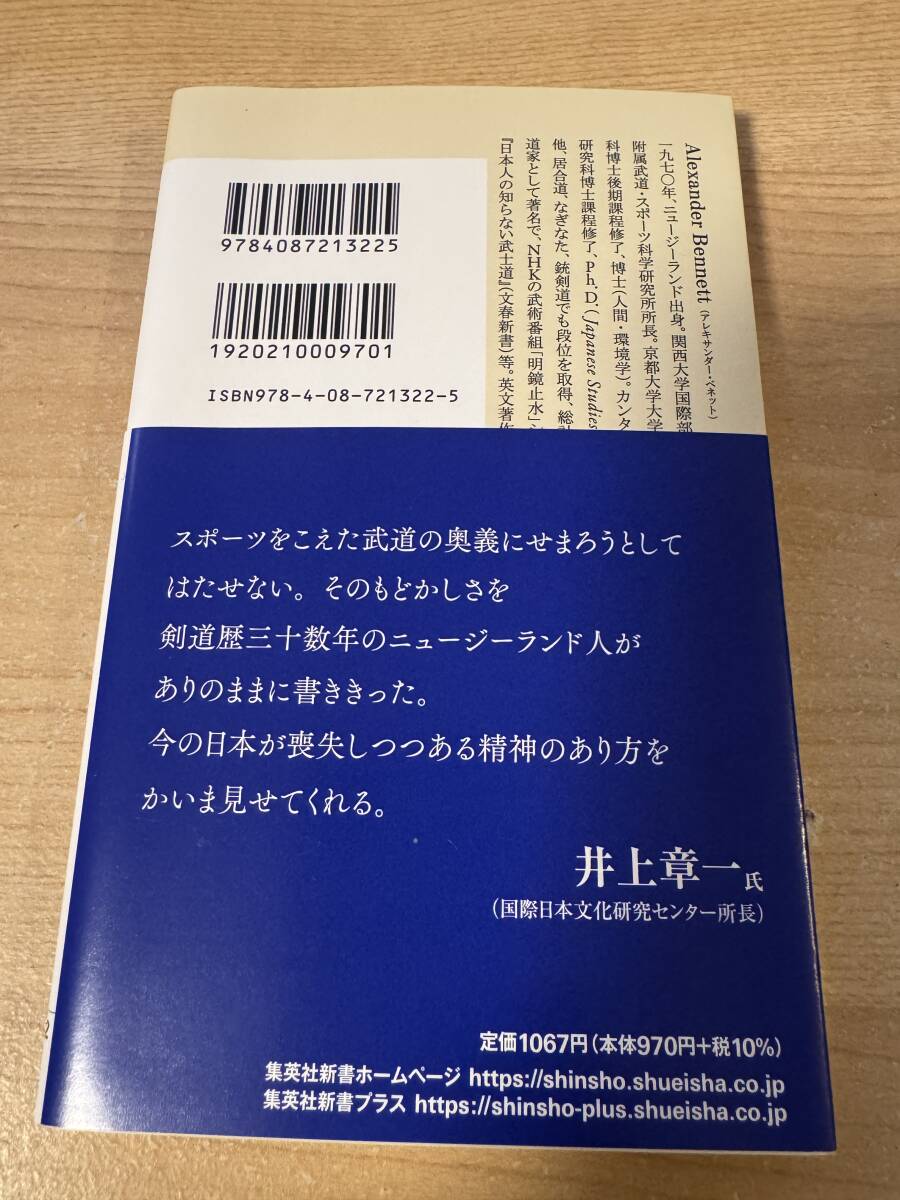 9784087213225
1920210009701
ISBN978-4-08-721322-5
Alexander Bennett（アレキサンダー・ベネット）
一九七〇年、ニュージーランド出身。関西大学国際部
附属武道・スポーツ科学研究所所長。京都大学大学
科博士後期課程修了、博士（人間・環境学）。カンタ
研究科博士課程修了、Ph.D.（Japanese Studies
他、居合道、なぎなた、銃剣道でも段位を取得、総
道家として著名で、NHKの武術番組「明鏡止水」
『日本人の知らない武士道』（文春新書）等。英文著作
スポーツをこえた武道の奥義にせまろうとして
はたせない。そのもどかしさを
剣道歴三十数年のニュージーランド人が
ありのままに書ききった。
今の日本が喪失しつつある精神のあり方を
かいま見せてくれる。
井上章一氏
（国際日本文化研究センター所長）
定価1067円（本体970円＋税10%）
集英社新書ホームページ https://shinsho.shueisha.co.jp
集英社新書プラス https://shinsho-plus.shueisha.co.jp